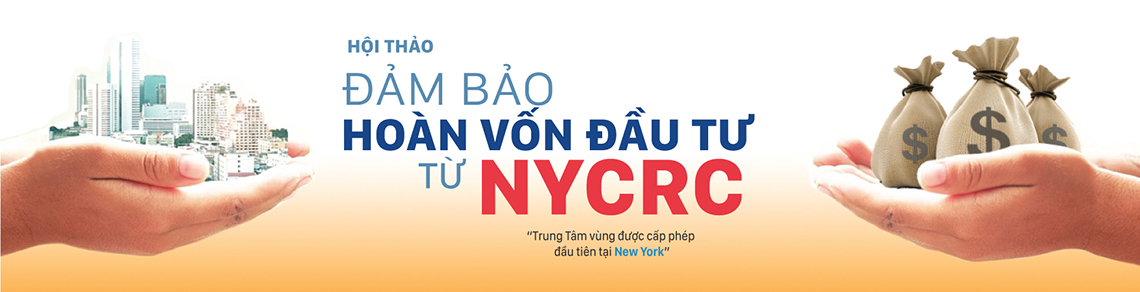 HỘI THẢO
ĐẢM BẢO
HOÀN VỐN ĐẦU TƯ
TỪ NYCRC
“Trung Tâm vùng được cấp phép
đầu tiên tại New York”
$ $ $